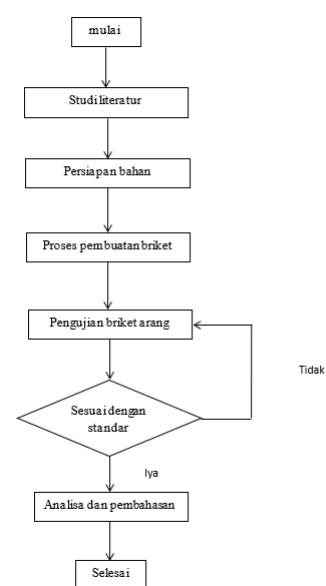 mulai
Studi literatur
Persiapan bahan
Proses pembuatan briket
Pengujian briket arang
Tidak
Sesuai dengan
standar
Iya
Analisa dan pembahasan
Selesai